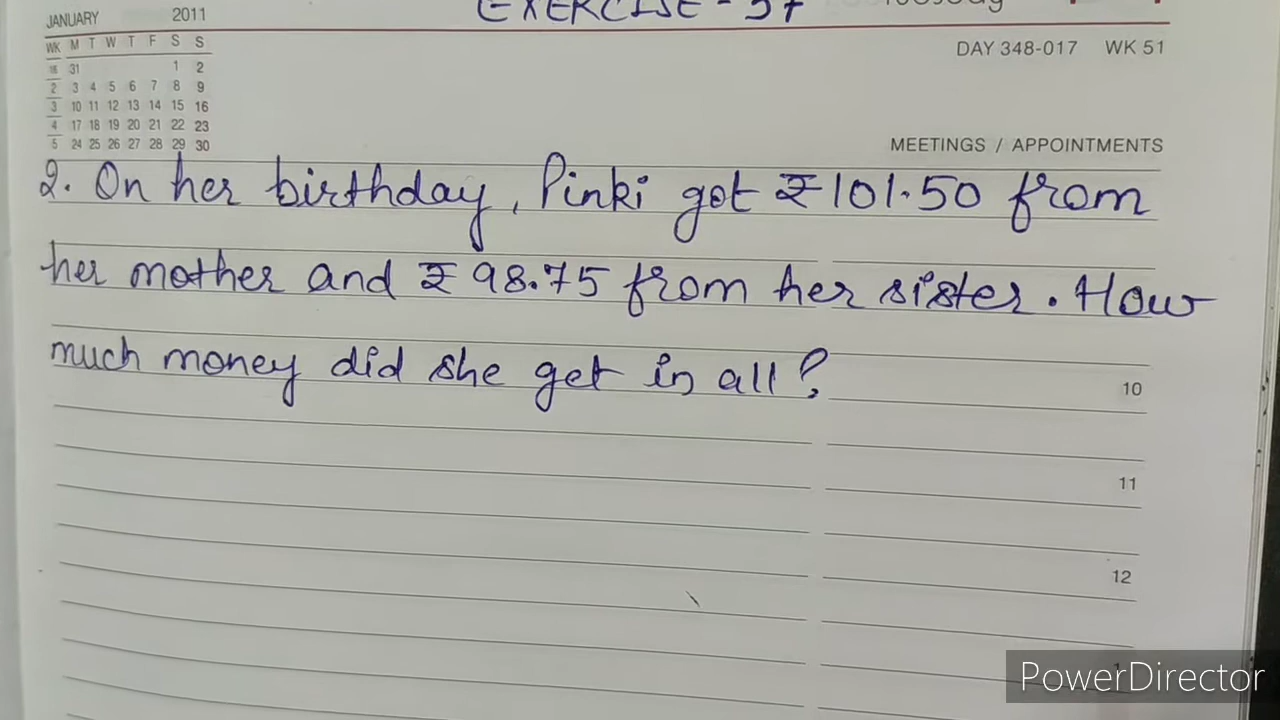 EXERCISE - 57
JANUARY 2011
WK M T W T F S S
31 1 2
2 3 4 5 6 7 8 9
3 10 11 12 13 14 15 16
4 17 18 19 20 21 22 23
5 24 25 26 27 28 29 30
DAY 348-017 WK 51
MEETINGS / APPOINTMENTS
2. On her birthday, Pinki got ₹101.50 from
her mother and ₹98.75 from her sister. How
much money did she get in all?
10
11
12
1
PowerDirector